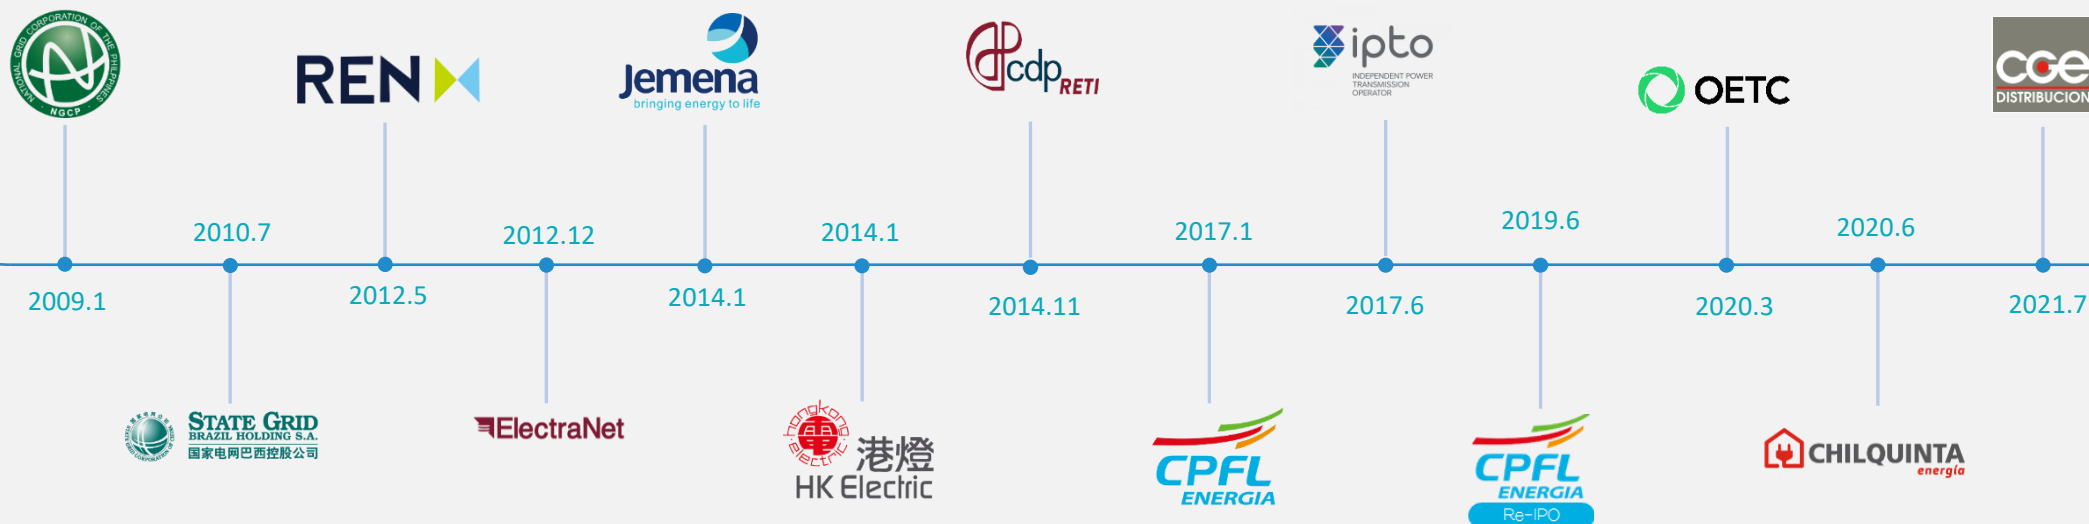 NATIONAL GRID CORPORATION OF THE PHILIPPINES
· NGCP ·
REN
Jemena
bringing energy to life
cdp RETI
ipto
INDEPENDENT POWER
TRANSMISSION
OPERATOR
OETC
CGE
DISTRIBUCION
2010.7
2012.12
2014.1
2017.1
2019.6
2020.6
2009.1
2012.5
2014.1
2014.11
2017.6
2020.3
2021.7
STATE GRID
BRAZIL HOLDING S.A.
国家电网巴西控股公司
ElectraNet
hongkong
electric
電
港燈
HK Electric
CPFL
ENERGIA
CPFL
ENERGIA
Re-IPO
CHILQUINTA
energía